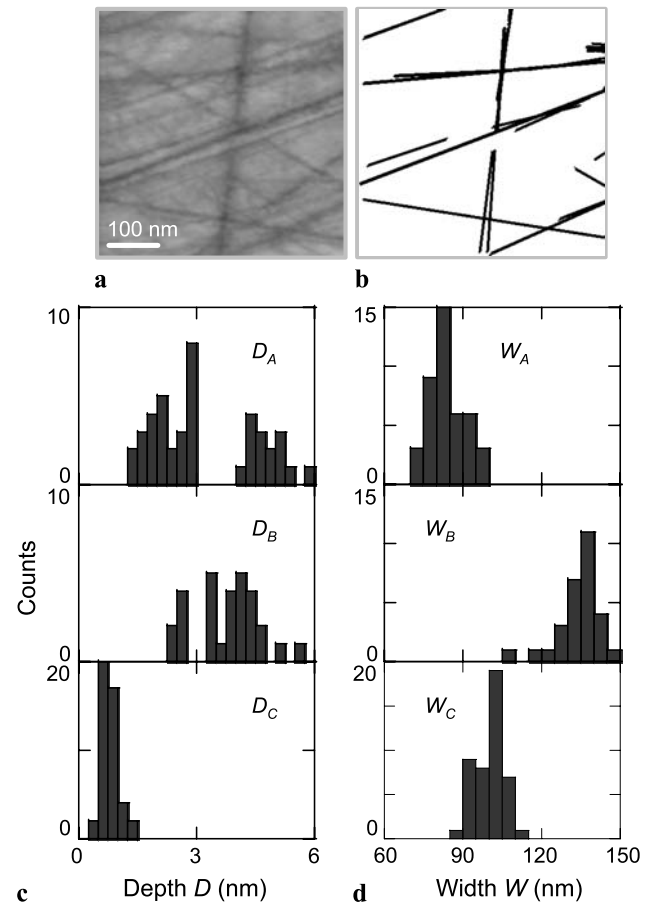 100 nm
a
b
10
D_A
0
10
D_B
0
20
D_C
0
0 3 6
Counts
c
Depth D (nm)
15
W_A
0
15
W_B
0
20
W_C
0
60 90 120 150
d
Width W (nm)